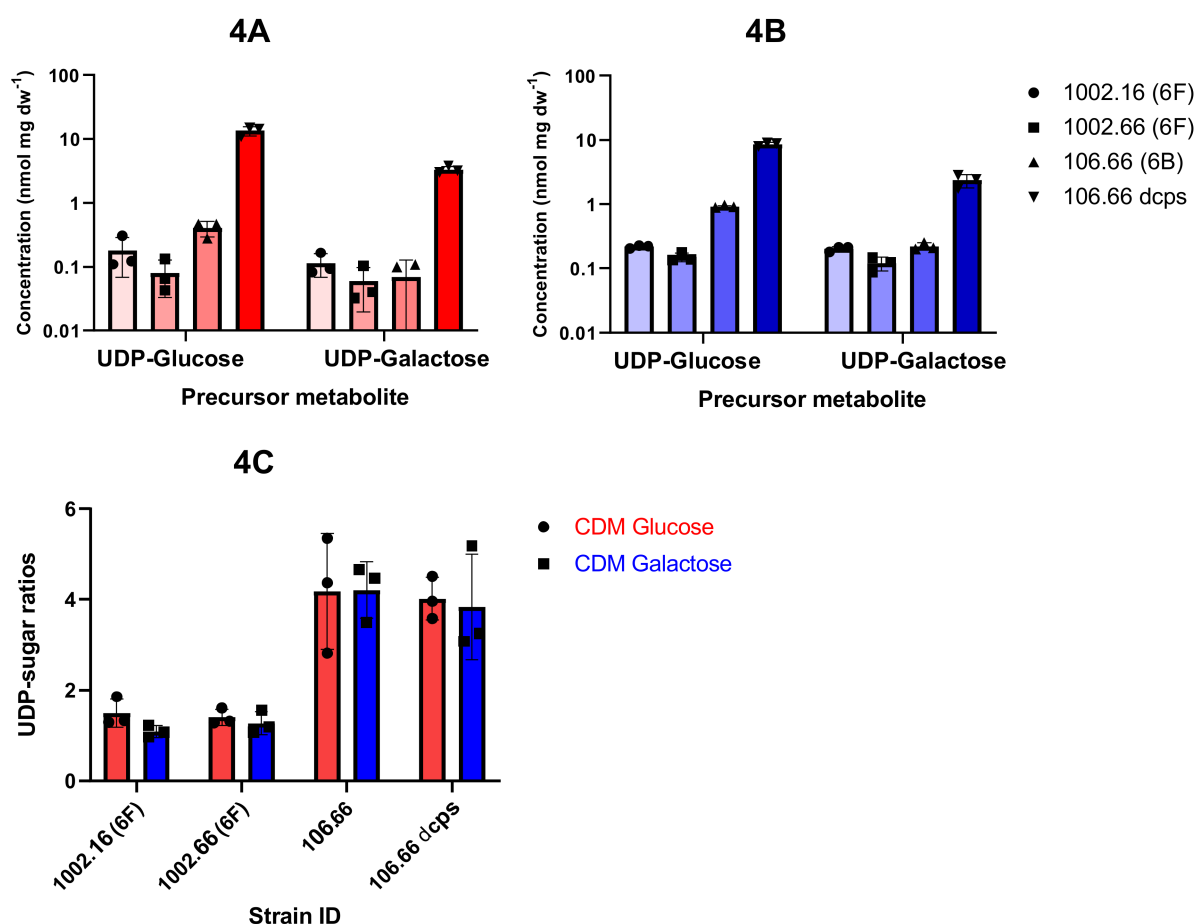 4A
Concentration (nmol mg dw⁻¹)
100
10
1
0.1
0.01
UDP-Glucose
UDP-Galactose
Precursor metabolite
4B
Concentration (nmol mg dw⁻¹)
100
10
1
0.1
0.01
UDP-Glucose
UDP-Galactose
Precursor metabolite
1002.16 (6F)
1002.66 (6F)
106.66 (6B)
106.66 dcps
4C
UDP-sugar ratios
6
4
2
0
1002.16 (6F)
1002.66 (6F)
106.66
106.66 dcps
Strain ID
CDM Glucose
CDM Galactose